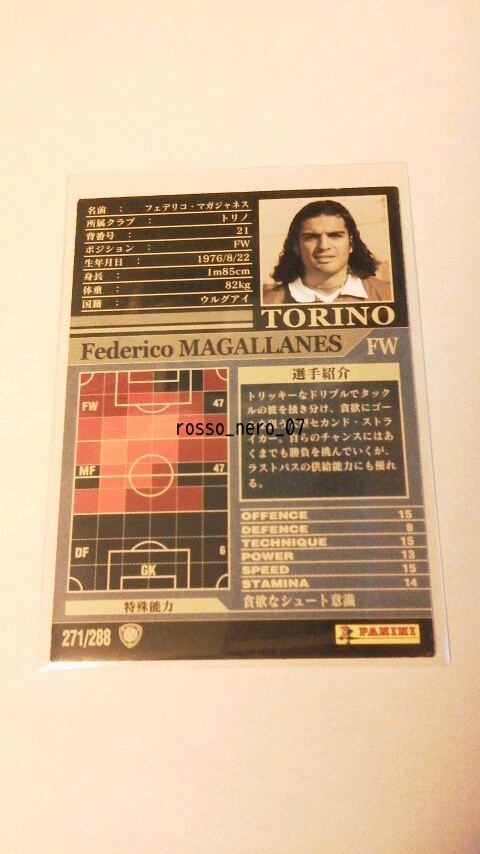 名前 ： フェデリコ・マガジャネス
所属クラブ ： トリノ
背番号 ： 21
ポジション ： FW
生年月日 ： 1976/8/22
身長 ： 1m85cm
体重 ： 82kg
国籍 ： ウルグアイ
TORINO
Federico MAGALLANES FW
FW 47
MF 47
DF 6
GK
選手紹介
トリッキーなドリブルでタック
ルの波を掻き分け、貪欲にゴー
セカンド・ストラ
イカー。自らのチャンスにはあ
くまでも勝負を挑んでいくが、
ラストパスの供給能力にも優れ
る。
rosso_nero_07
OFFENCE 15
DEFENCE 8
TECHNIQUE 15
POWER 13
SPEED 15
STAMINA 14
特殊能力 貪欲なシュート意識
271/288
PANINI